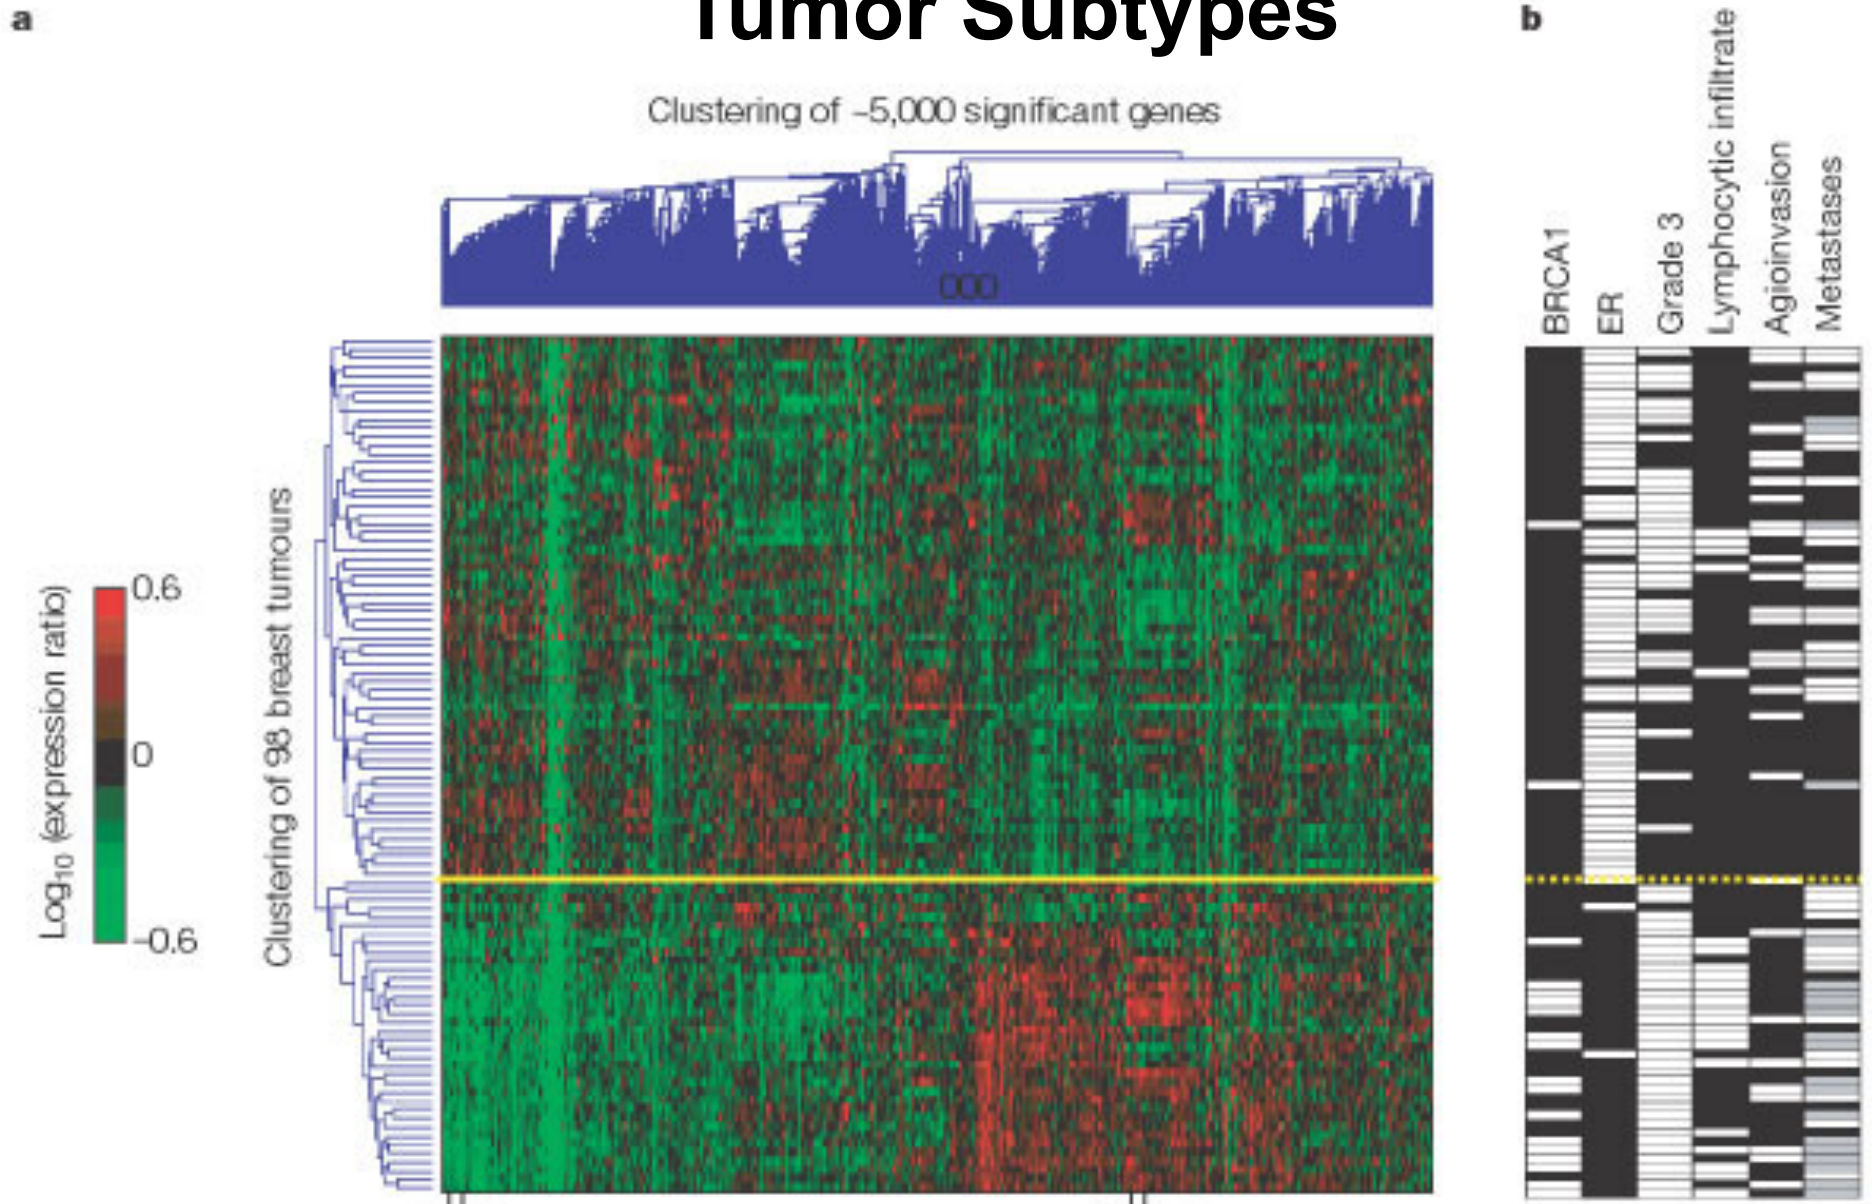 Tumor Subtypes
a
Clustering of ~5,000 significant genes
Clustering of 98 breast tumours
Log10 (expression ratio)
0.6
0
–0.6
b
BRCA1
ER
Grade 3
Lymphocytic infiltrate
Agioinvasion
Metastases